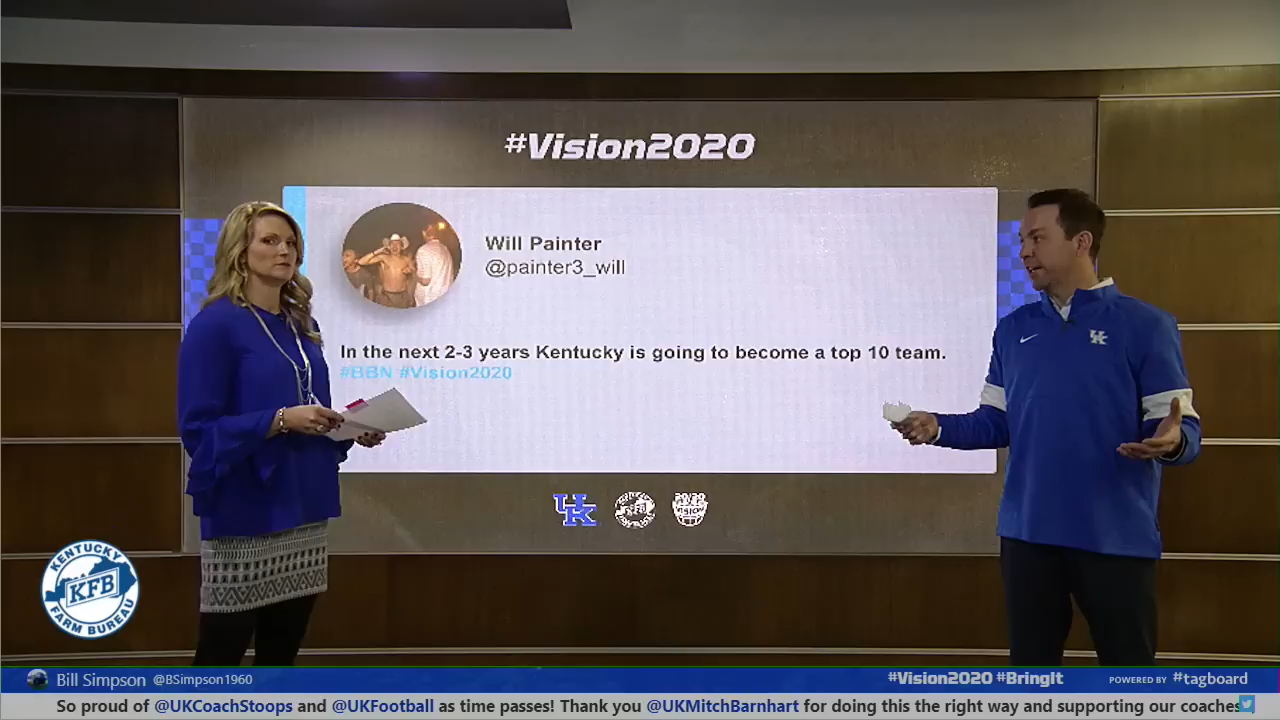 #Vision2020
Will Painter
@painter3_will
In the next 2-3 years Kentucky is going to become a top 10 team.
#BBN #Vision2020
UK
UK
KENTUCKY
KFB
FARM BUREAU
Bill Simpson @BSimpson1960
#Vision2020 #BringIt POWERED BY #tagboard
So proud of @UKCoachStoops and @UKFootball as time passes! Thank you @UKMitchBarnhart for doing this the right way and supporting our coaches